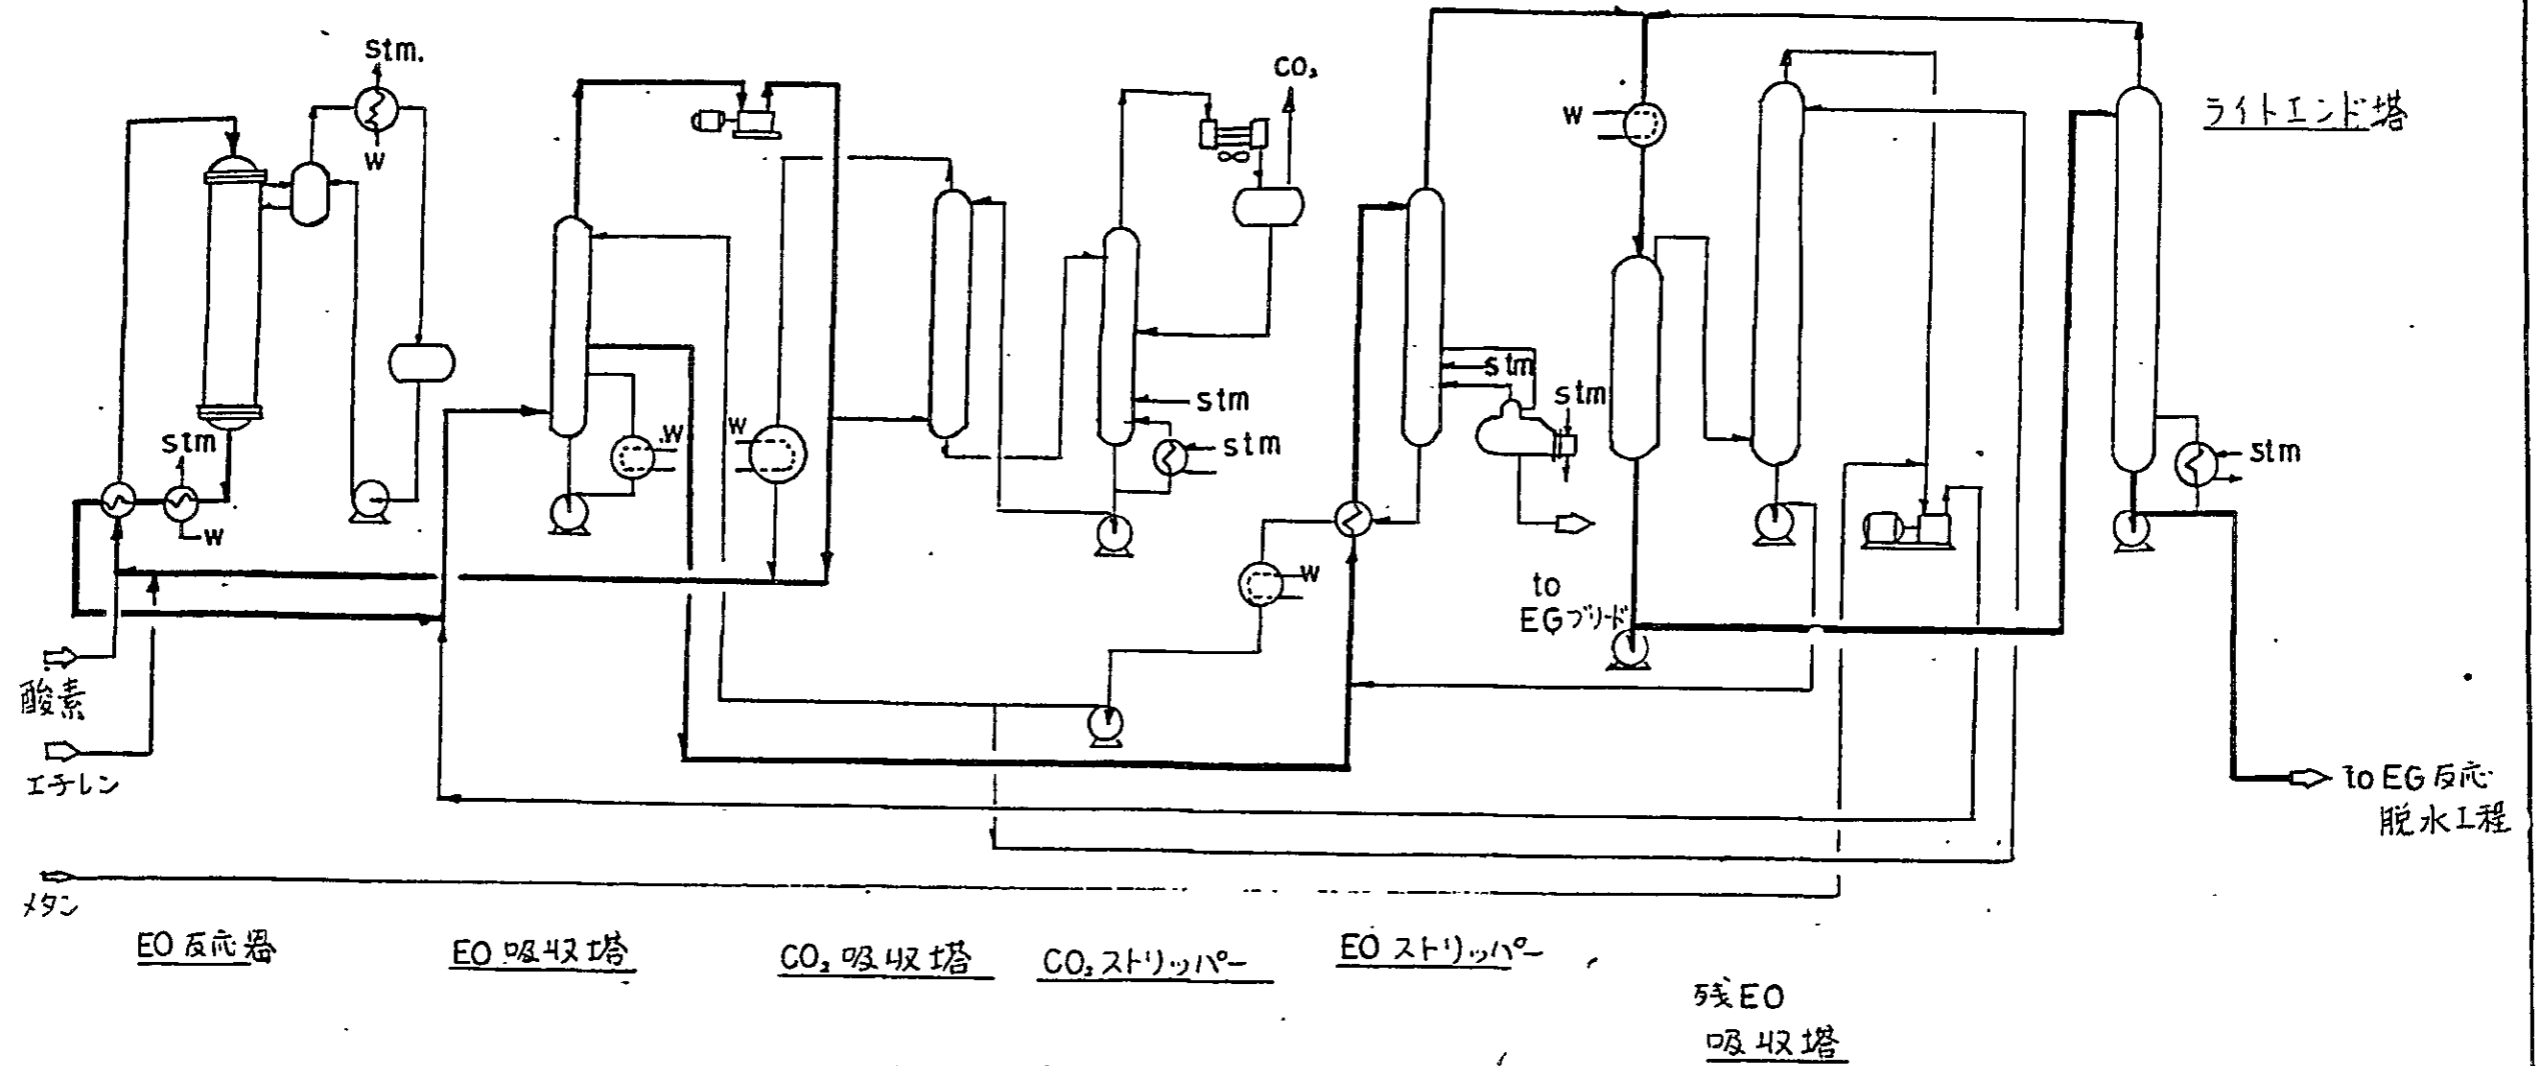 stm.
W
stm
W
酸素
エチレン
メタン
W
W
CO₂
stm
stm
W
W
stm
stm
to
EGブリード
ライトエンド塔
stm
to EG反応
脱水工程
EO反応器
EO吸収塔
CO₂吸収塔
CO₂ストリッパー
EOストリッパー
残EO
吸収塔